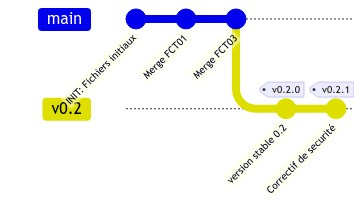 main
INIT: Fichiers initiaux
Merge FCT01
Merge FCT03
v0.2.0
v0.2.1
v0.2
version stable 0.2
Correctif de securité